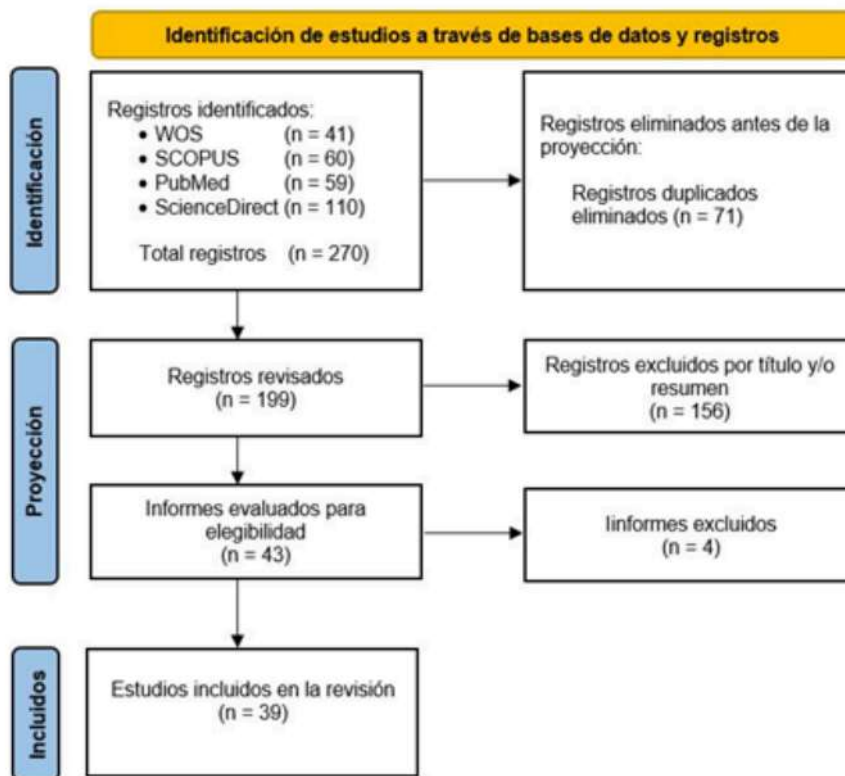 Identificación de estudios a través de bases de datos y registros
Identificación
Registros identificados:
• WOS (n = 41)
• SCOPUS (n = 60)
• PubMed (n = 59)
• ScienceDirect (n = 110)
Total registros (n = 270)
Registros eliminados antes de la
proyección:
Registros duplicados
eliminados (n = 71)
Proyección
Registros revisados
(n = 199)
Registros excluidos por título y/o
resumen
(n = 156)
Informes evaluados para
elegibilidad
(n = 43)
Iinformes excluidos
(n = 4)
Incluidos
Estudios incluidos en la revisión
(n = 39)